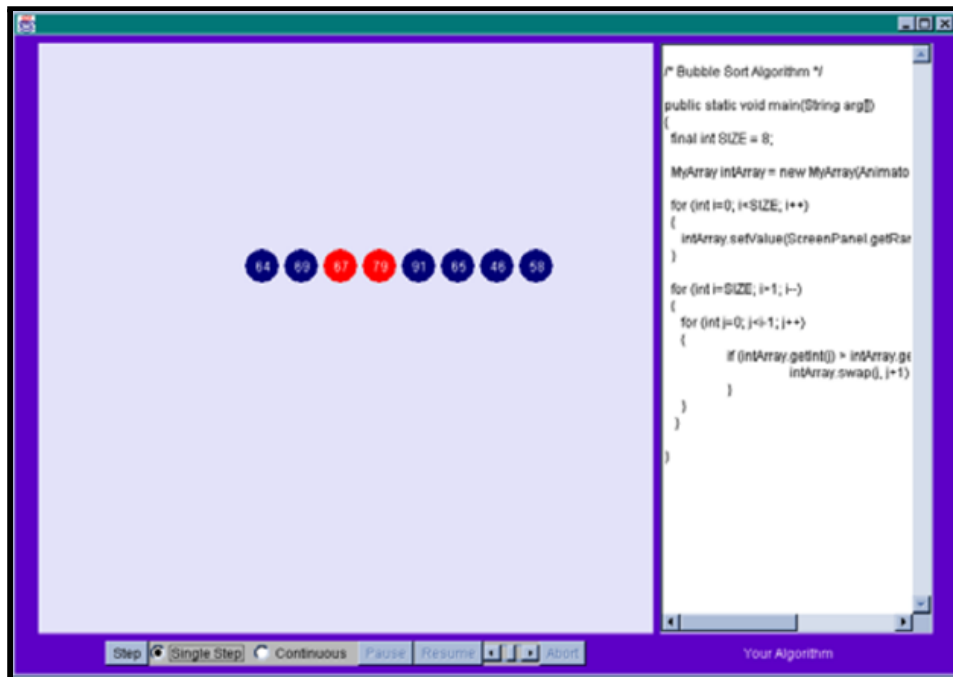 /* Bubble Sort Algorithm */
public static void main(String arg[])
{
final int SIZE = 8;
MyArray intArray = new MyArray(Animato
for (int i=0; i<SIZE; i++)
{
intArray.setValue(ScreenPanel.getRar
}
for (int i=SIZE; i>1; i--)
{
for (int j=0; j<i-1; j++)
{
if (intArray.getInt(j) > intArray.ge
intArray.swap(j, j+1)
}
}
}
}
64 69 67 79 91 65 46 58
Step Single Step Continuous Pause Resume Abort
Your Algorithm